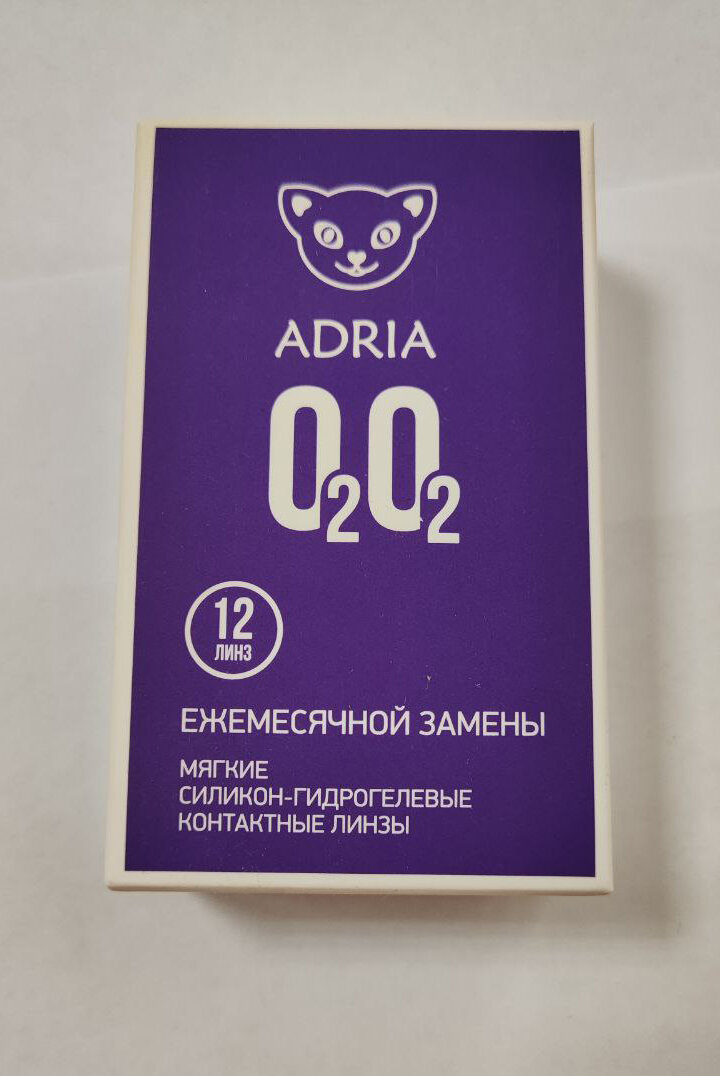 ADRIA
O2O2
12
ЛИНЗ
ЕЖЕМЕСЯЧНОЙ ЗАМЕНЫ
МЯГКИЕ
СИЛИКОН-ГИДРОГЕЛЕВЫЕ
КОНТАКТНЫЕ ЛИНЗЫ